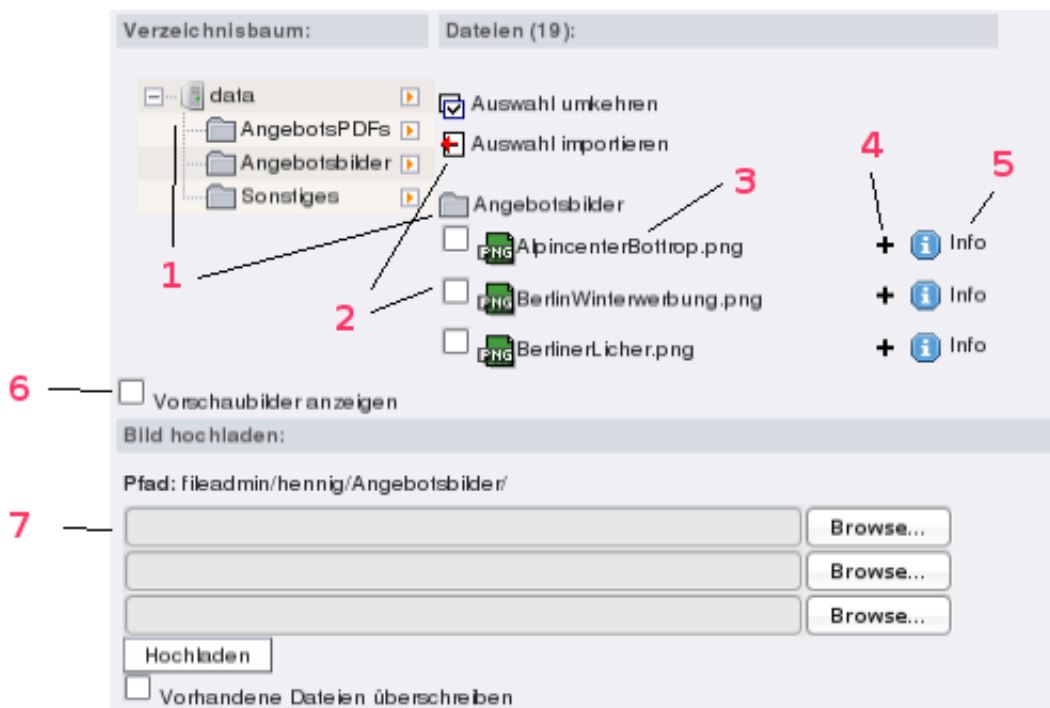 Verzeichnisbaum:
Dateien (19):
data
AngebotsPDFs
Angebotsbilder
Sonstiges
Auswahl umkehren
Auswahl importieren
Angebotsbilder
PNG AlpincenterBottrop.png
Info
PNG BerlinWinterwerbung.png
Info
PNG BerlinerLicher.png
Info
1
2
3
4
5
6
Vorschaubilder anzeigen
Bild hochladen:
Pfad: fileadmin/hennig/Angebotsbilder/
7
Browse...
Browse...
Browse...
Hochladen
Vorhandene Dateien überschreiben